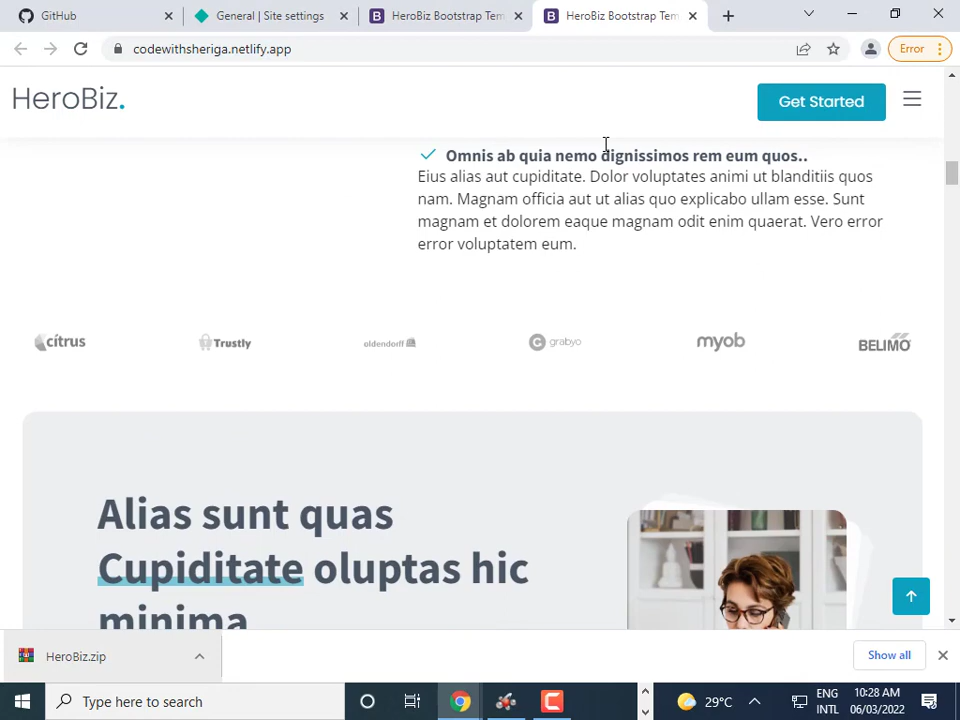 GitHub
General | Site settings
HeroBiz Bootstrap Tem
HeroBiz Bootstrap Tem
codewithsheriga.netlify.app
Error
HeroBiz.
Get Started
Omnis ab quia nemo dignissimos rem eum quos..
Eius alias aut cupiditate. Dolor voluptates animi ut blanditiis quos
nam. Magnam officia aut ut alias quo explicabo ullam esse. Sunt
magnam et dolorem eaque magnam odit enim quaerat. Vero error
error voluptatem eum.
cítrus
Trustly
oldendorff
grabyo
myob
BELIMO
Alias sunt quas
Cupiditate oluptas hic
minima
HeroBiz.zip
Show all
Type here to search
29°C
ENG
INTL
10:28 AM
06/03/2022